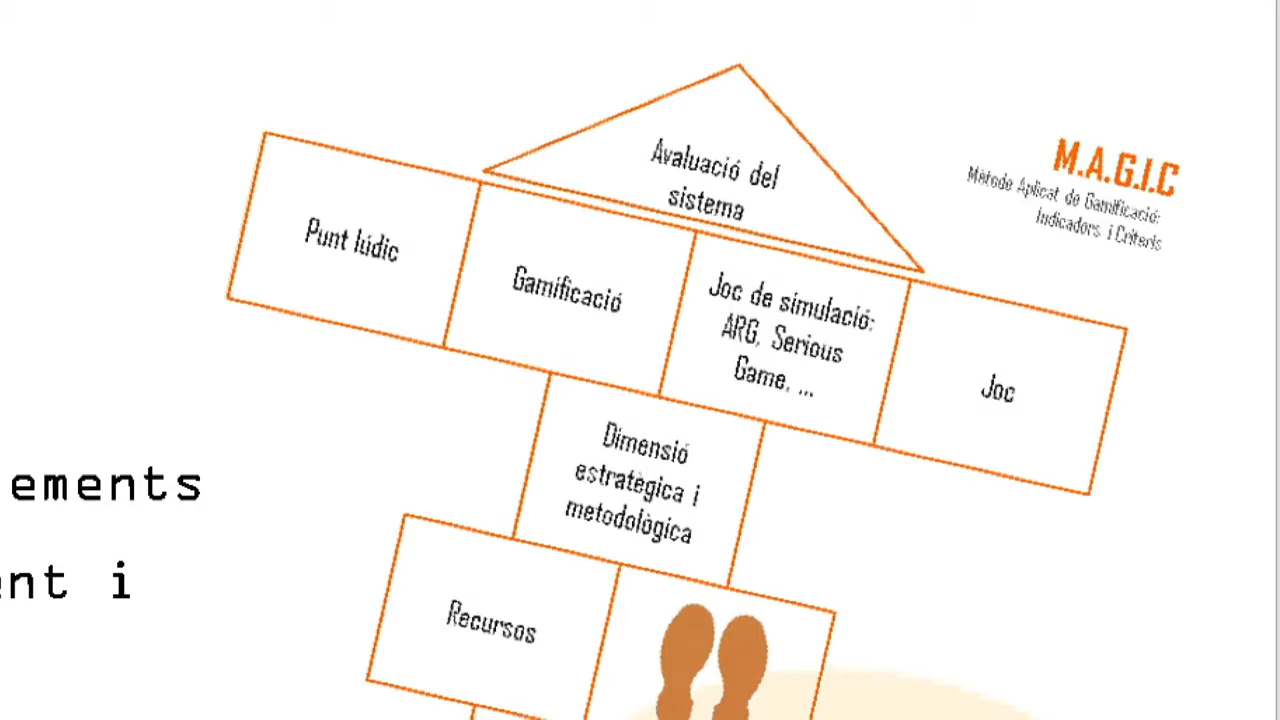 Avaluació del
sistema
M.A.G.I.C
Mètode Aplicat de Gamificació:
Indicadors i Criteris
Punt lúdic
Gamificació
Joc de simulació:
ARG, Serious
Game, ...
Joc
Dimensió
estratègica i
metodològica
ements
ent i
Recursos